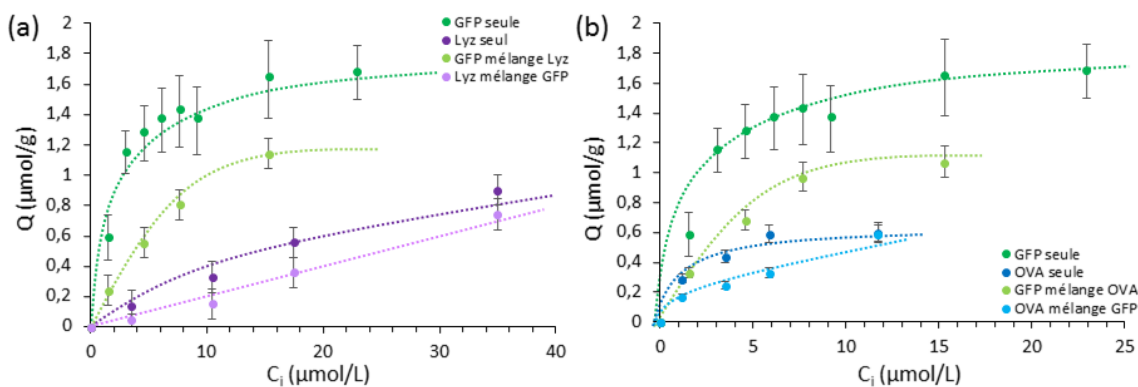 (a)
Q (µmol/g)
2
1,8
1,6
1,4
1,2
1
0,8
0,6
0,4
0,2
0
0 10 20 30 40
C_i (µmol/L)
GFP seule
Lyz seul
GFP mélange Lyz
Lyz mélange GFP
(b)
Q (µmol/g)
2
1,8
1,6
1,4
1,2
1
0,8
0,6
0,4
0,2
0
0 5 10 15 20 25
C_i (µmol/L)
GFP seule
OVA seule
GFP mélange OVA
OVA mélange GFP